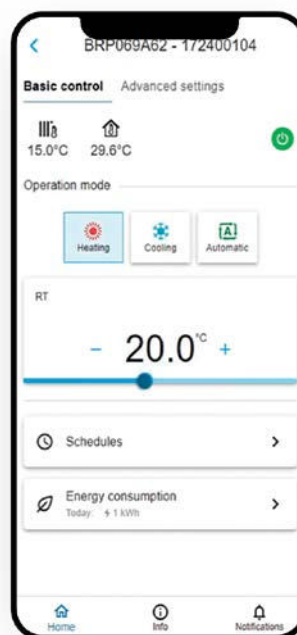 BRP069A62 - 172400104
Basic control Advanced settings
15.0°C 29.6°C
Operation mode
Heating Cooling A Automatic
RT
− 20.0 °C +
Schedules
Energy consumption
Today: 1 kWh
Home Info Notifications